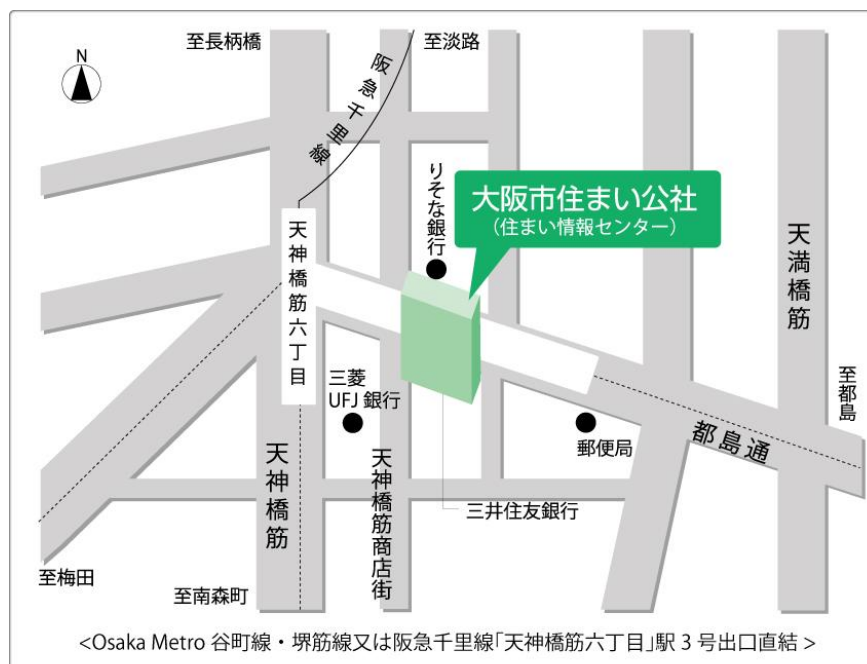 至長柄橋
至淡路
N
阪急千里線
りそな銀行
大阪市住まい公社
（住まい情報センター）
天満橋筋
天神橋筋六丁目
三菱
UFJ 銀行
至都島
郵便局
都島通
天神橋筋
天神橋筋商店街
三井住友銀行
至梅田
至南森町
<Osaka Metro 谷町線・堺筋線又は阪急千里線「天神橋筋六丁目」駅 3 号出口直結 >